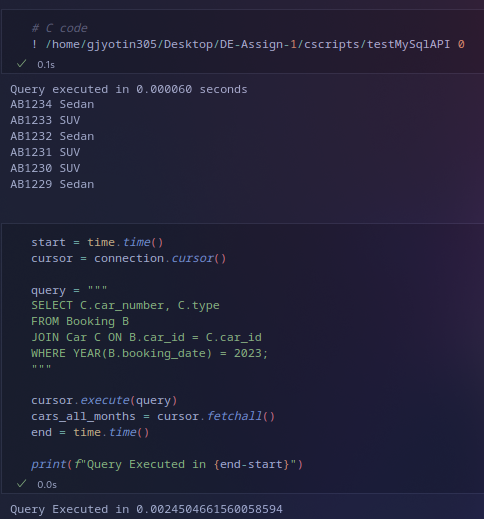 # C code
! /home/gjyotin305/Desktop/DE-Assign-1/cscripts/testMySqlAPI 0
0.1s
Query executed in 0.000060 seconds
AB1234 Sedan
AB1233 SUV
AB1232 Sedan
AB1231 SUV
AB1230 SUV
AB1229 Sedan
start = time.time()
cursor = connection.cursor()
query = """
SELECT C.car_number, C.type
FROM Booking B
JOIN Car C ON B.car_id = C.car_id
WHERE YEAR(B.booking_date) = 2023;
"""
cursor.execute(query)
cars_all_months = cursor.fetchall()
end = time.time()
print(f"Query Executed in {end-start}")
0.0s
Query Executed in 0.0024504661560058594